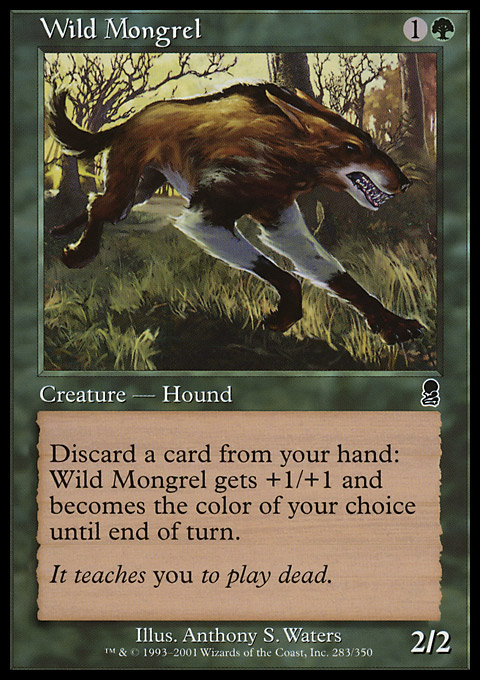 Wild Mongrel 1
Creature — Hound
Discard a card from your hand:
Wild Mongrel gets +1/+1 and
becomes the color of your choice
until end of turn.
It teaches you to play dead.
Illus. Anthony S. Waters
™ & © 1993–2001 Wizards of the Coast, Inc. 283/350
2/2